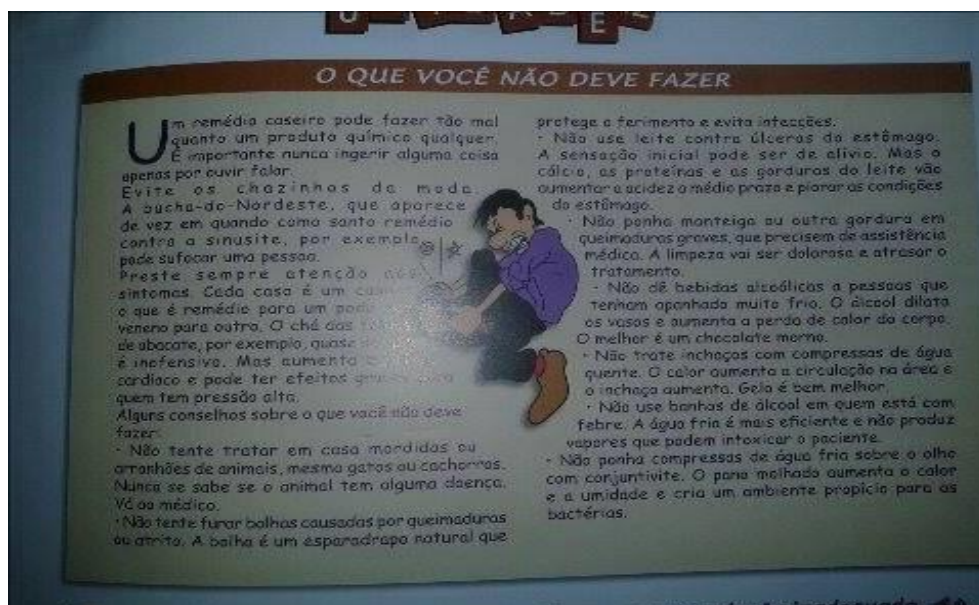 O QUE VOCÊ NÃO DEVE FAZER
Um remédio caseiro pode fazer tão mal
quanto um produto químico qualquer.
É importante nunca ingerir alguma coisa
apenas por ouvir falar.
Evite os chazinhos da moda.
A bucha-do-Nordeste, que aparece
de vez em quando como santo remédio
contra a sinusite, por exemplo,
pode sufocar uma pessoa.
Preste sempre atenção aos
sintomas. Cada caso é um
o que é remédio para um pode
veneno para outro. O chá das
de abacate, por exemplo, quase
é inofensivo. Mas aumenta o
cardíaco e pode ter efeitos
quem tem pressão alta.
Alguns conselhos sobre o que você não deve
fazer:
· Não tente tratar em casa mordidas ou
arranhões de animais, mesmo gatos ou cachorros.
Nunca se sabe se o animal tem alguma doença.
Vá ao médico.
· Não tente furar bolhas causadas por queimaduras
ou atrito. A bolha é um esparadrapo natural que
protege o ferimento e evita infecções.
· Não use leite contra úlceras do estômago.
A sensação inicial pode ser de alívio. Mas o
cálcio, as proteínas e as gorduras do leite vão
aumentar a acidez a médio prazo e piorar as condições
do estômago.
· Não ponha manteiga ou outra gordura em
queimaduras graves, que precisem de assistência
médica. A limpeza vai ser dolorosa e atrasar o
tratamento.
· Não dê bebidas alcoólicas a pessoas que
tenham apanhado muito frio. O álcool dilata
os vasos e aumenta a perda de calor do corpo.
O melhor é um chocolate morno.
· Não trate inchaços com compressas de água
quente. O calor aumenta a circulação na área e
o inchaço aumenta. Gelo é bem melhor.
· Não use banhos de álcool em quem está com
febre. A água fria é mais eficiente e não produz
vapores que podem intoxicar o paciente.
· Não ponha compressas de água fria sobre o olho
com conjuntivite. O pano molhado aumenta o calor
e a umidade e cria um ambiente propício para as
bactérias.